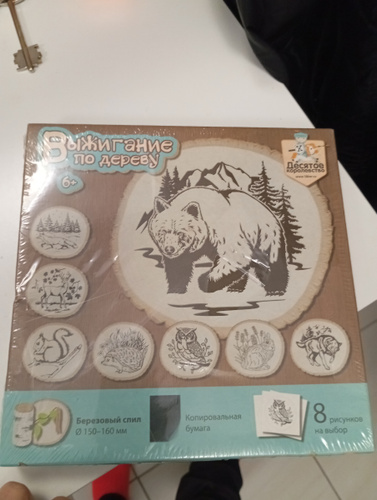 Выжигание
по дереву
6+
Десятое
королевство
Березовый спил
Ø 150–160 мм
Копировальная
бумага
8 рисунков
на выбор